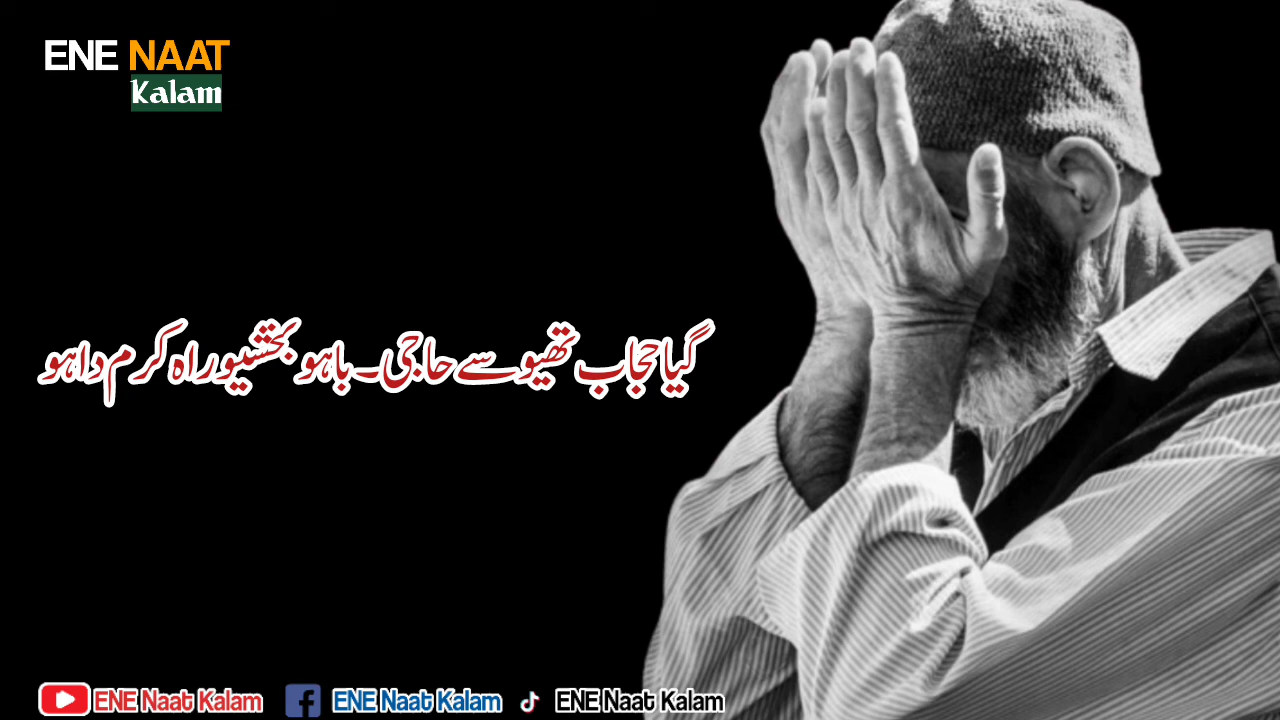 ENE NAAT
Kalam
گیا حجاب تھیوسے حاجی۔ باہو بخشیو راہ کرم دا ہو
ENE Naat Kalam ENE Naat Kalam ENE Naat Kalam